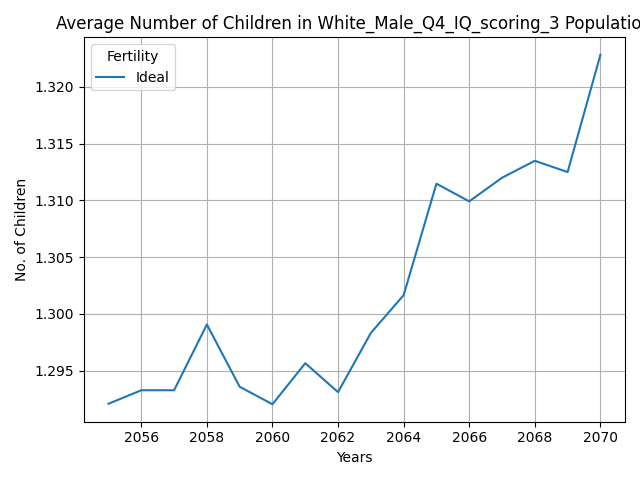 Average Number of Children in White_Male_Q4_IQ_scoring_3 Populatio
Fertility
Ideal
1.320
1.315
1.310
1.305
1.300
1.295
No. of Children
2056 2058 2060 2062 2064 2066 2068 2070
Years